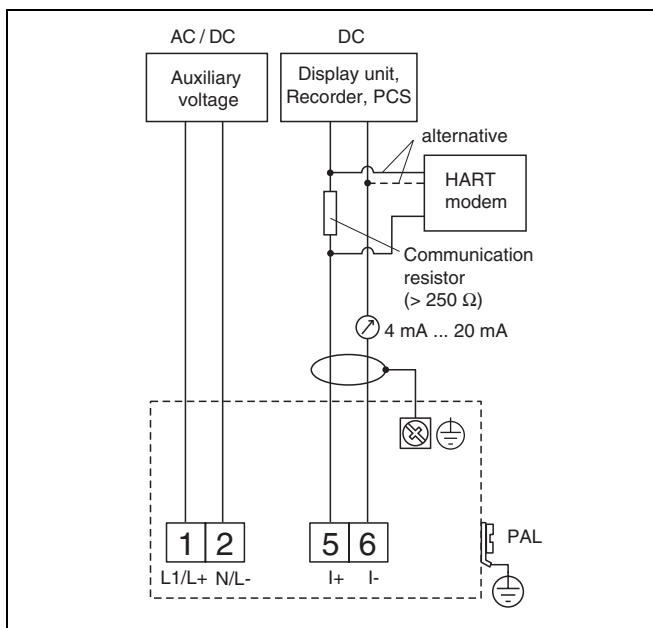 AC / DC
DC
Auxiliary
voltage
Display unit,
Recorder, PCS
alternative
HART
modem
Communication
resistor
(> 250 Ω)
4 mA ... 20 mA
1 2
5 6
PAL
L1/L+ N/L-
I+ I-